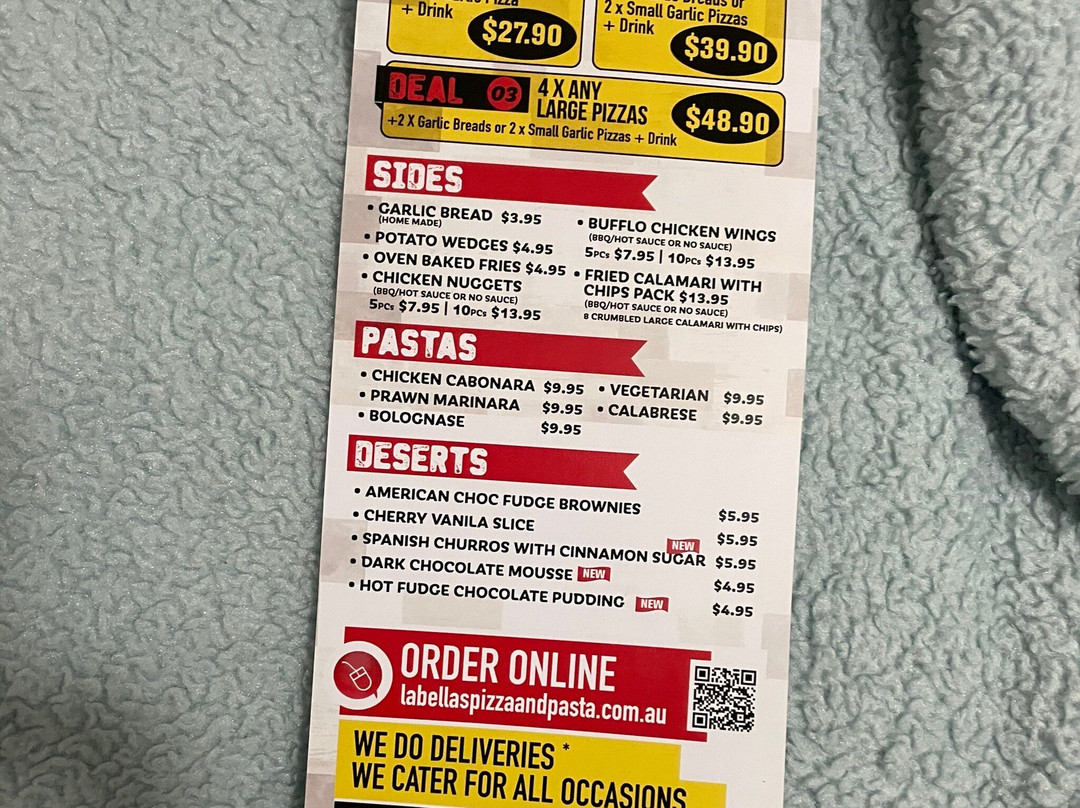 + Drink
$27.90
2 x Small Garlic Pizzas
+ Drink
$39.90
DEAL 03
4 X ANY
LARGE PIZZAS
$48.90
+2 X Garlic Breads or 2 x Small Garlic Pizzas + Drink
SIDES
• GARLIC BREAD $3.95
(HOME MADE)
• POTATO WEDGES $4.95
• OVEN BAKED FRIES $4.95
• CHICKEN NUGGETS
(BBQ/HOT SAUCE OR NO SAUCE)
5PCs $7.95 | 10PCs $13.95
• BUFFLO CHICKEN WINGS
(BBQ/HOT SAUCE OR NO SAUCE)
5PCs $7.95 | 10PCs $13.95
• FRIED CALAMARI WITH
CHIPS PACK $13.95
(BBQ/HOT SAUCE OR NO SAUCE)
8 CRUMBLED LARGE CALAMARI WITH CHIPS)
PASTAS
• CHICKEN CABONARA $9.95
• PRAWN MARINARA $9.95
• BOLOGNASE $9.95
• VEGETARIAN $9.95
• CALABRESE $9.95
DESERTS
• AMERICAN CHOC FUDGE BROWNIES $5.95
• CHERRY VANILA SLICE $5.95
• SPANISH CHURROS WITH CINNAMON SUGAR NEW $5.95
• DARK CHOCOLATE MOUSSE NEW $4.95
• HOT FUDGE CHOCOLATE PUDDING NEW $4.95
ORDER ONLINE
labellaspizzaandpasta.com.au
WE DO DELIVERIES *
WE CATER FOR ALL OCCASIONS